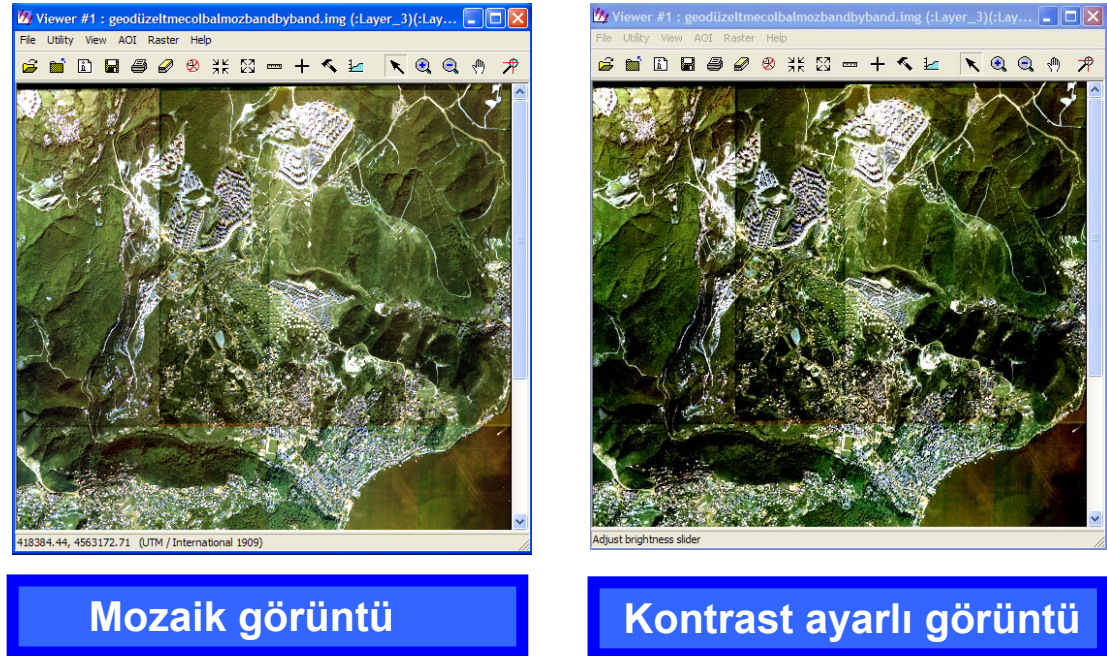 Viewer #1 : geodüzeltmecolbalmozbandbyband.img (:Layer_3)(:Lay...
File Utility View AOI Raster Help
418384.44, 4563172.71 (UTM / International 1909)
Mozaik görüntü
Viewer #1 : geodüzeltmecolbalmozbandbyband.img (:Layer_3)(:Lay...
File Utility View AOI Raster Help
Adjust brightness slider
Kontrast ayarlı görüntü